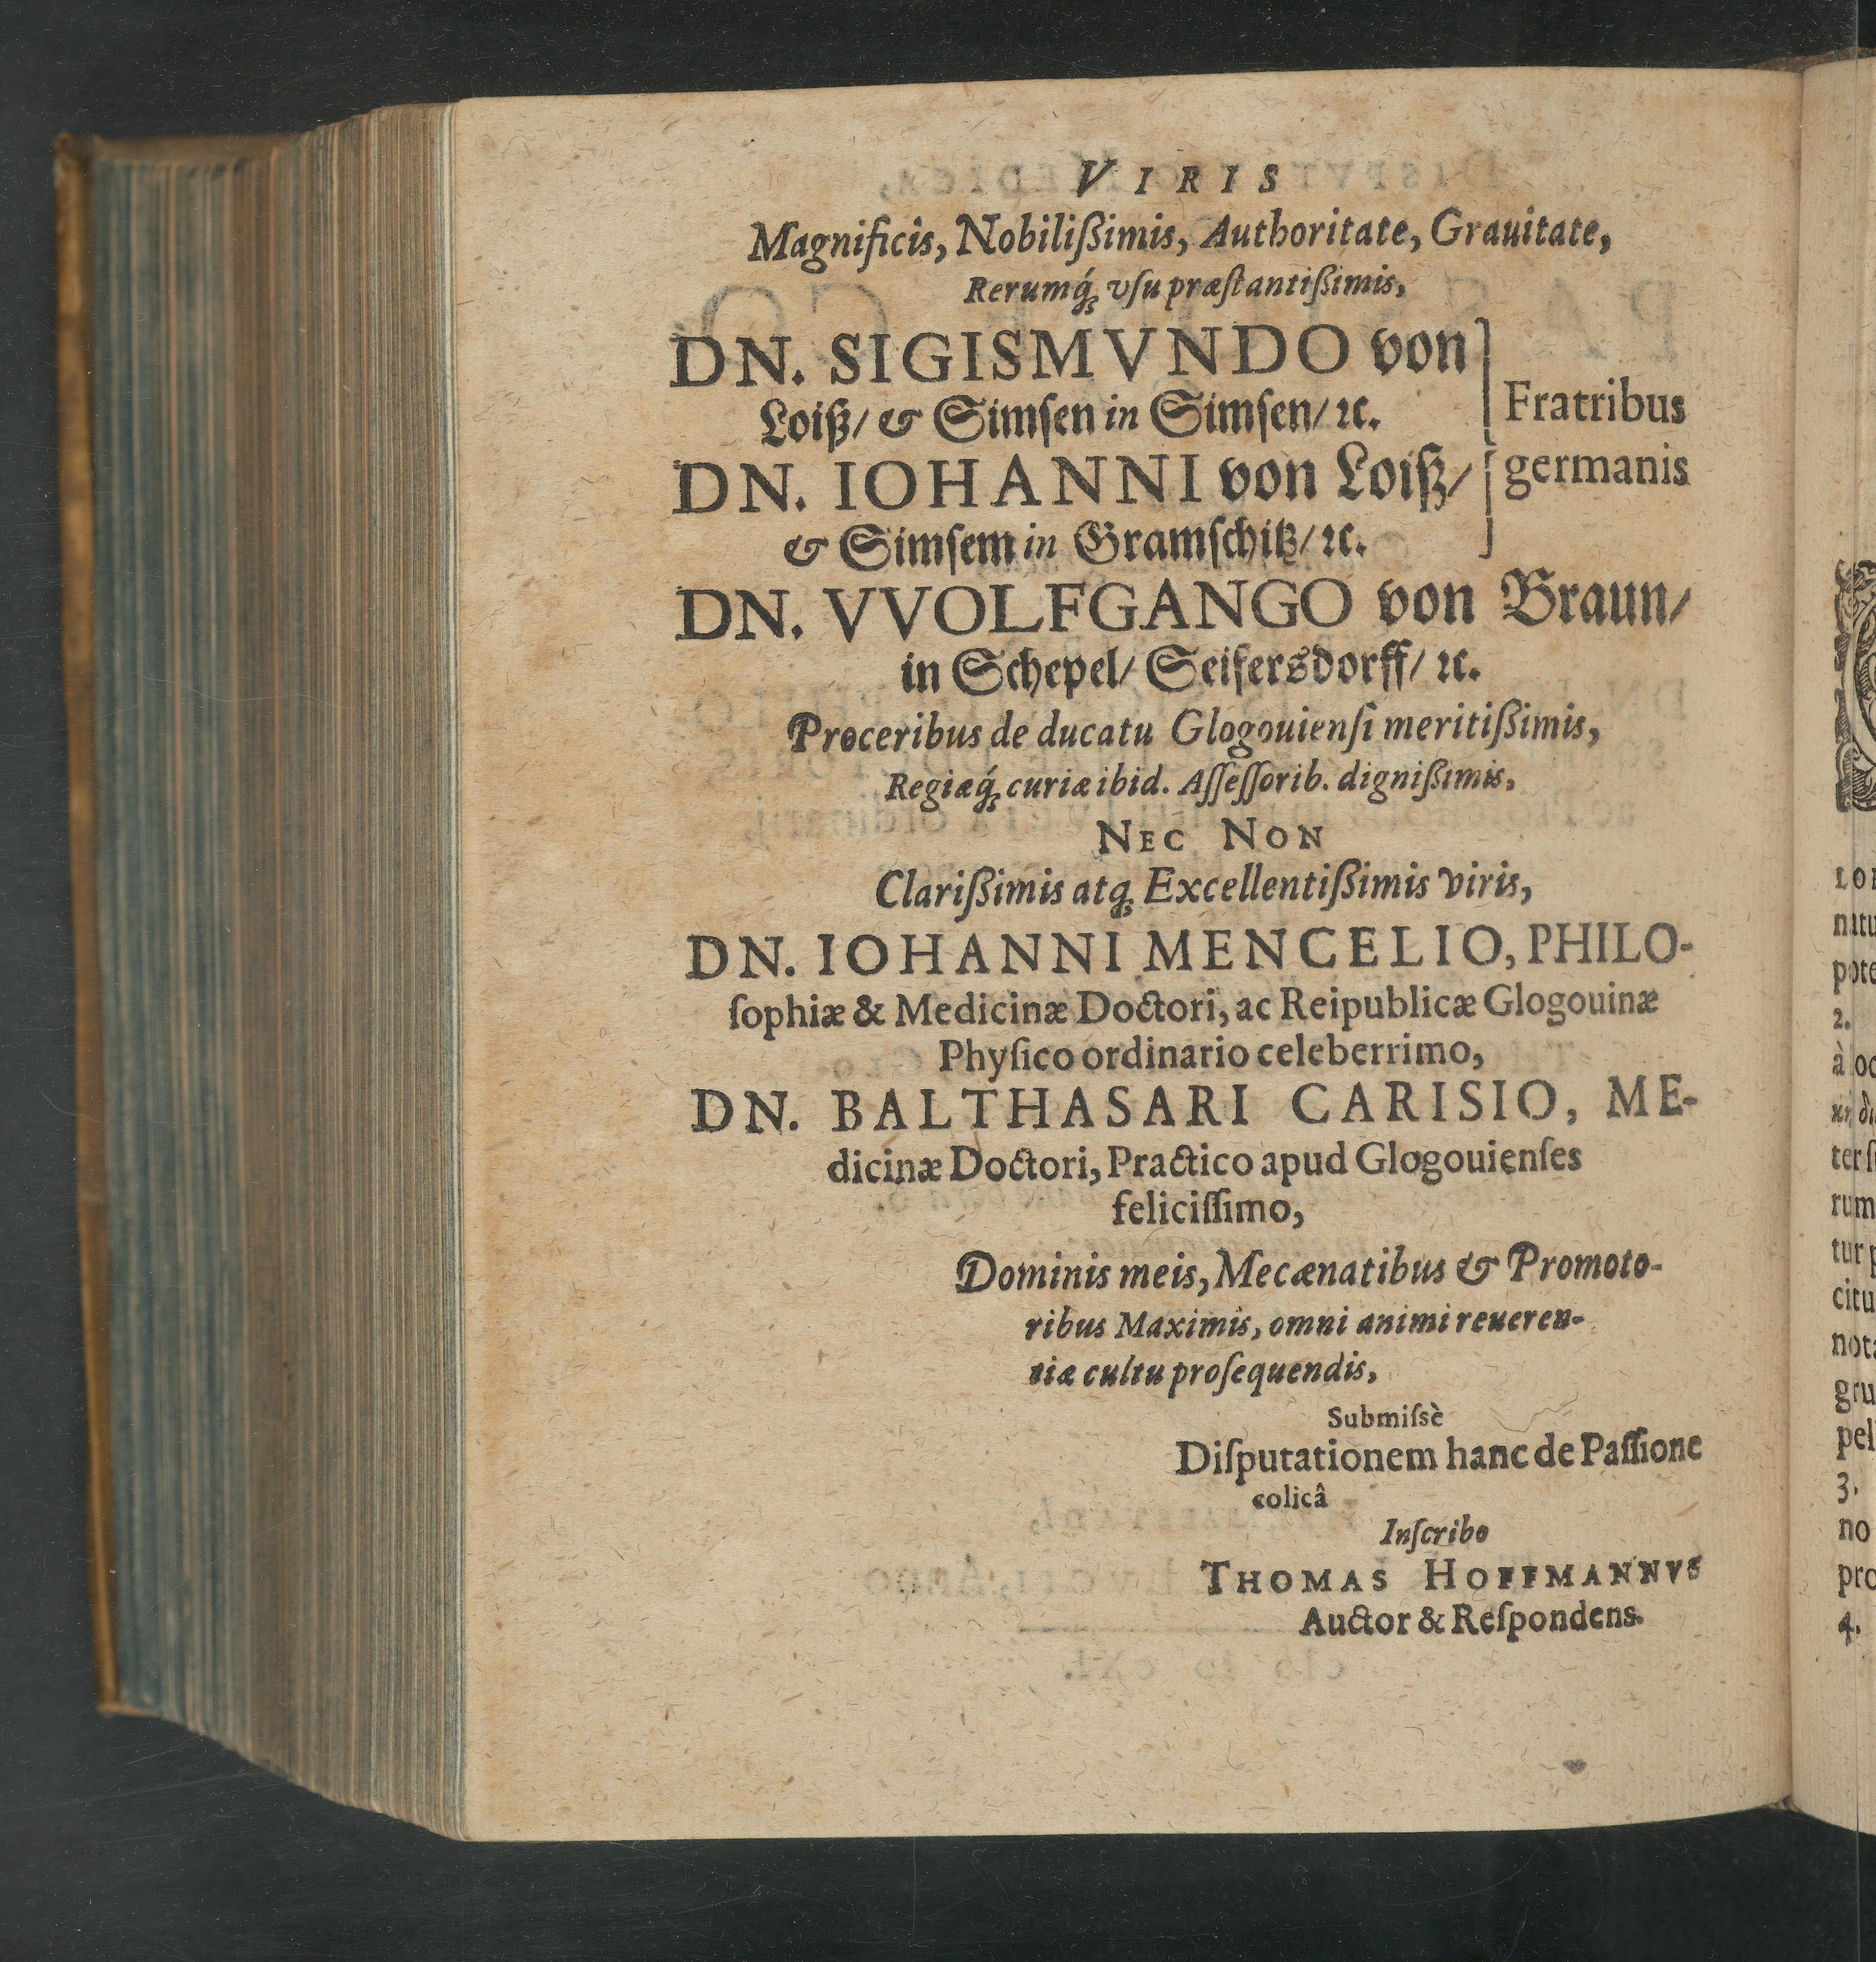 VIRIS
Magnificis, Nobilißimis, Authoritate, Grauitate,
Rerumq́; vſu præſtantißimis,
DN. SIGISMVNDO von
Loiß/ & Simſen in Simſen/ ꝛc.
Fratribus
DN. IOHANNI von Loiß/
germanis
& Simſem in Gramſchitz/ ꝛc.
DN. VVOLFGANGO von Braun/
in Schepel/ Seifersdorff/ ꝛc.
Proceribus de ducatu Glogouienſi meritißimis,
Regiæq́; curiæ ibid. Aſſeſſorib. dignißimis,
NEC NON
Clarißimis atq; Excellentißimis viris,
DN. IOHANNI MENCELIO, PHILO-
ſophiæ & Medicinæ Doctori, ac Reipublicæ Glogouinæ
Phyſico ordinario celeberrimo,
DN. BALTHASARI CARISIO, ME-
dicinæ Doctori, Practico apud Glogouienſes
feliciſſimo,
Dominis meis, Mecænatibus & Promoto-
ribus Maximis, omni animi reueren-
tiæ cultu proſequendis,
Submiſsè
Diſputationem hanc de Paſſione
colicâ
Inſcribo
THOMAS HOFFMANNVS
Auctor & Reſpondens.
2.
3.
no
4.